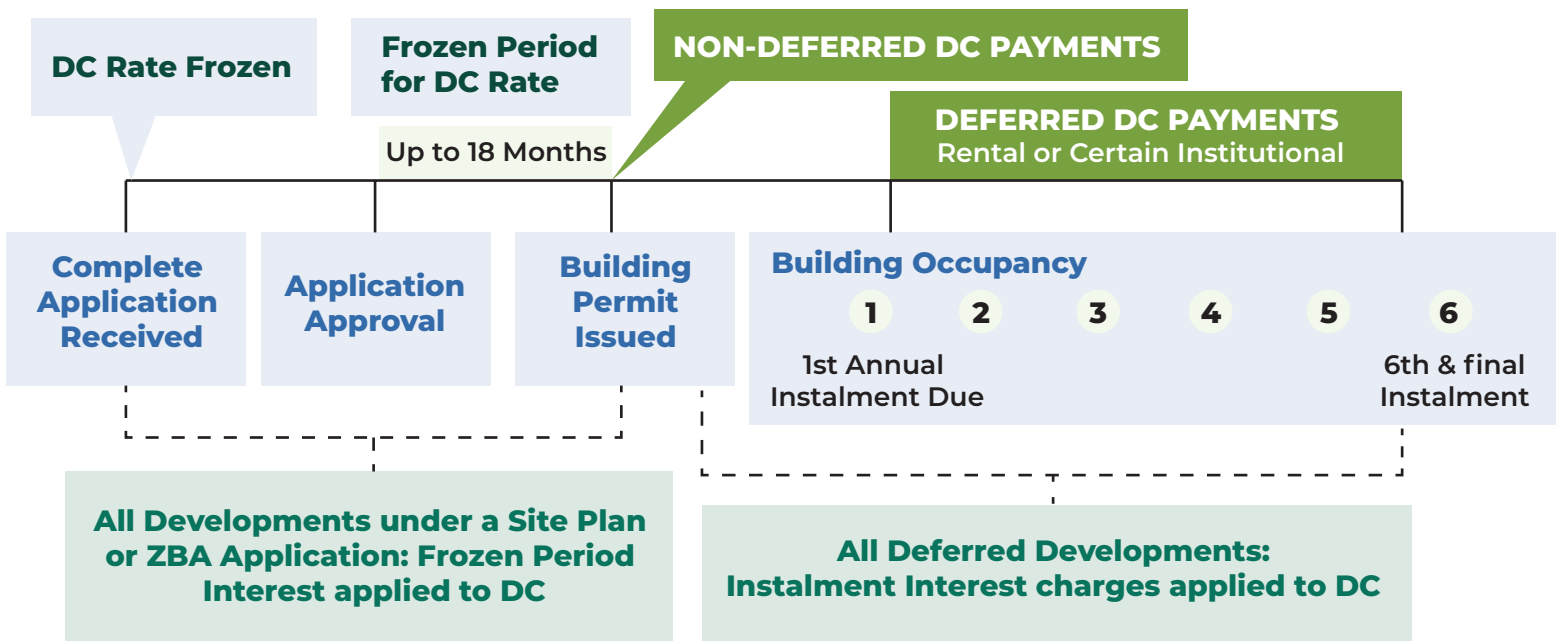 DC Rate Frozen
Frozen Period
for DC Rate
NON-DEFERRED DC PAYMENTS
DEFERRED DC PAYMENTS
Rental or Certain Institutional
Up to 18 Months
Complete
Application
Received
Application
Approval
Building
Permit
Issued
Building Occupancy
1 2 3 4 5 6
1st Annual
Instalment Due
6th & final
Instalment
All Developments under a Site Plan
or ZBA Application: Frozen Period
Interest applied to DC
All Deferred Developments:
Instalment Interest charges applied to DC